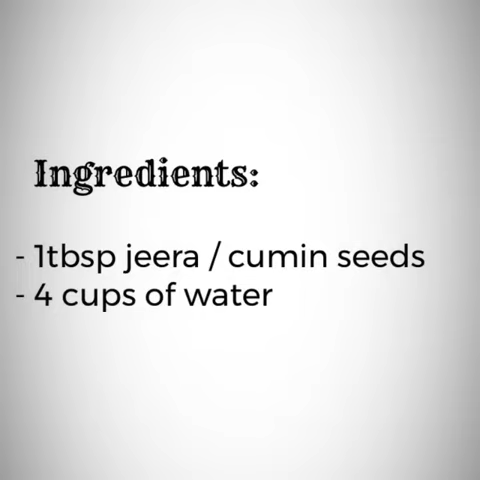 Ingredients:
- 1tbsp jeera / cumin seeds
- 4 cups of water